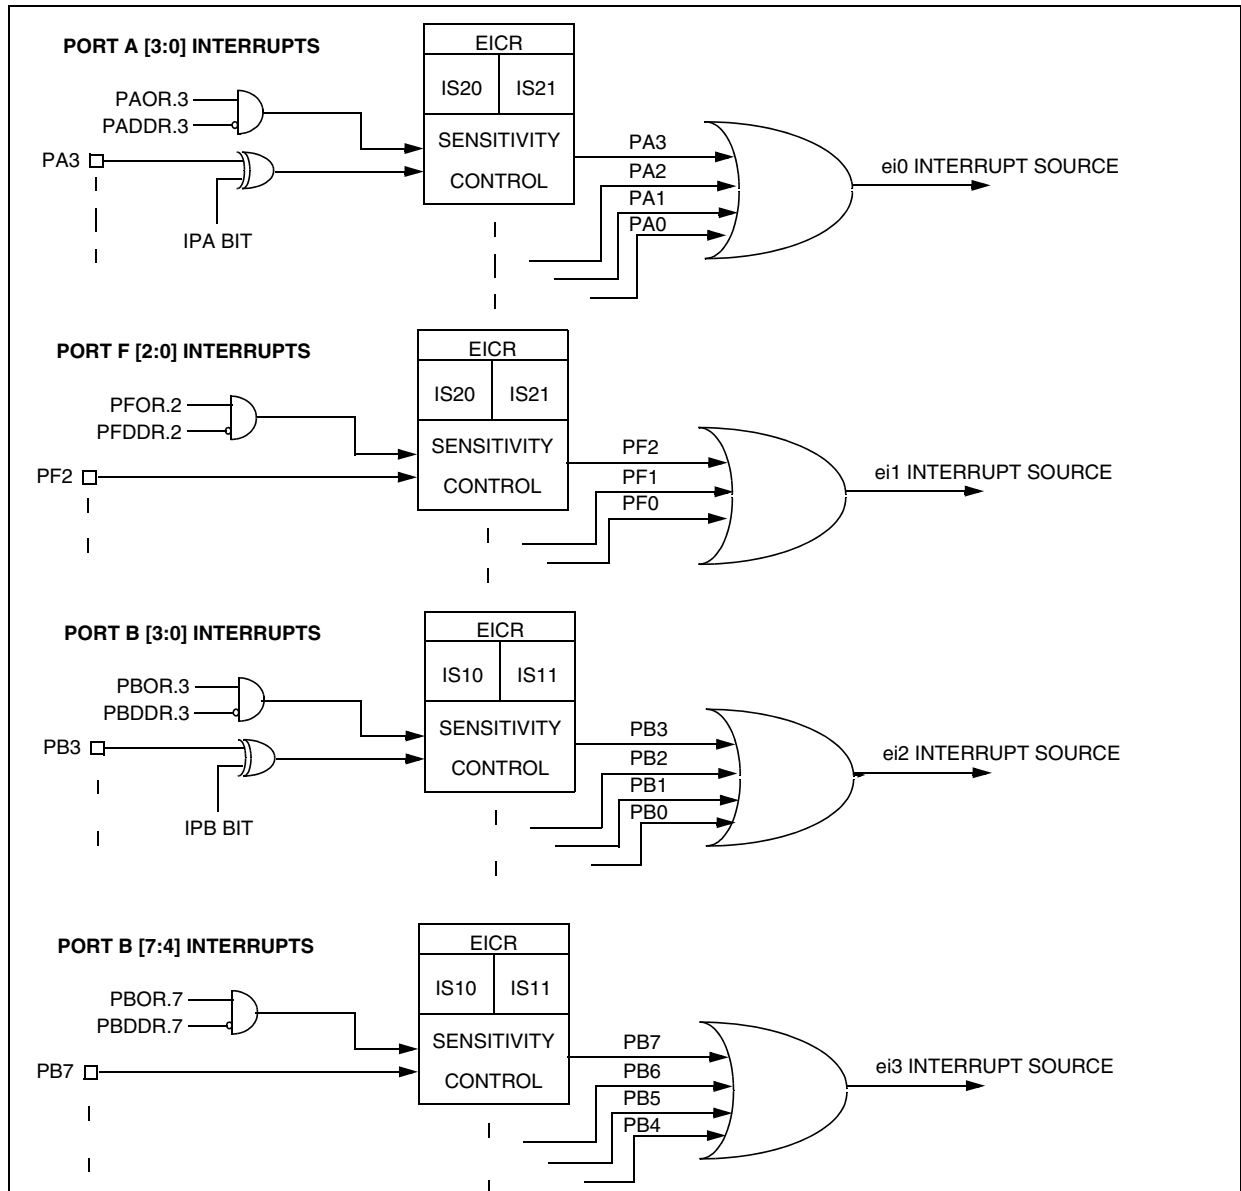 PORT A [3:0] INTERRUPTS
EICR
IS20 IS21
PAOR.3
PADDR.3
SENSITIVITY
CONTROL
PA3
IPA BIT
PA3
PA2
PA1
PA0
ei0 INTERRUPT SOURCE
PORT F [2:0] INTERRUPTS
EICR
IS20 IS21
PFOR.2
PFDDR.2
SENSITIVITY
CONTROL
PF2
PF2
PF1
PF0
ei1 INTERRUPT SOURCE
PORT B [3:0] INTERRUPTS
EICR
IS10 IS11
PBOR.3
PBDDR.3
SENSITIVITY
CONTROL
PB3
IPB BIT
PB3
PB2
PB1
PB0
ei2 INTERRUPT SOURCE
PORT B [7:4] INTERRUPTS
EICR
IS10 IS11
PBOR.7
PBDDR.7
SENSITIVITY
CONTROL
PB7
PB7
PB6
PB5
PB4
ei3 INTERRUPT SOURCE